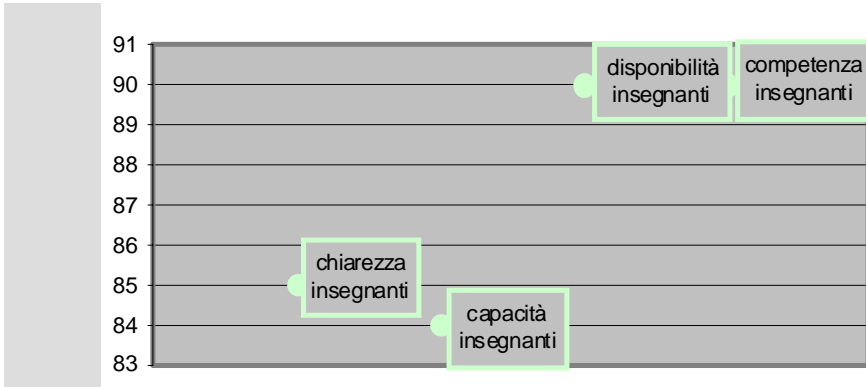 91
90
89
88
87
86
85
84
83
disponibilità
insegnanti
competenza
insegnanti
chiarezza
insegnanti
capacità
insegnanti